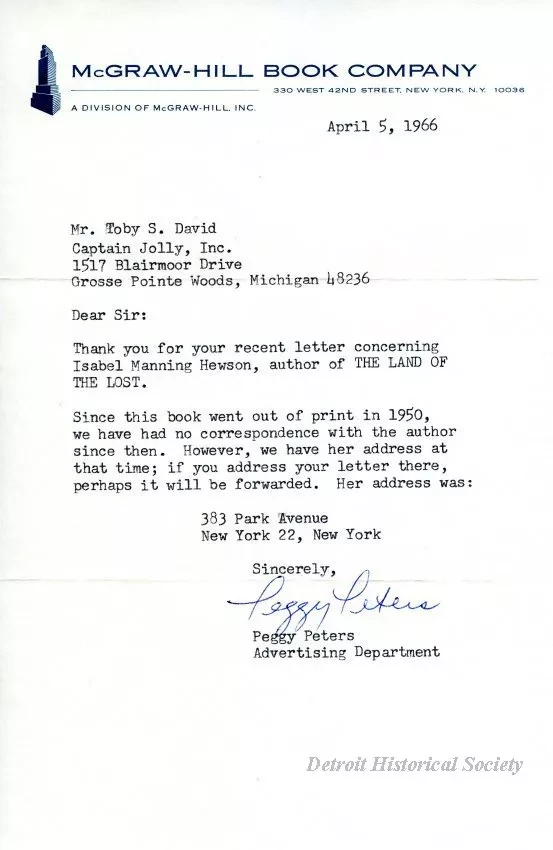 McGRAW-HILL BOOK COMPANY
330 WEST 42ND STREET, NEW YORK, N.Y. 10036
A DIVISION OF McGRAW-HILL, INC.
April 5, 1966
Mr. Toby S. David
Captain Jolly, Inc.
1517 Blairmoor Drive
Grosse Pointe Woods, Michigan 48236
Dear Sir:
Thank you for your recent letter concerning
Isabel Manning Hewson, author of THE LAND OF
THE LOST.
Since this book went out of print in 1950,
we have had no correspondence with the author
since then. However, we have her address at
that time; if you address your letter there,
perhaps it will be forwarded. Her address was:
383 Park Avenue
New York 22, New York
Sincerely,
Peggy Peters
Peggy Peters
Advertising Department
Detroit Historical Society